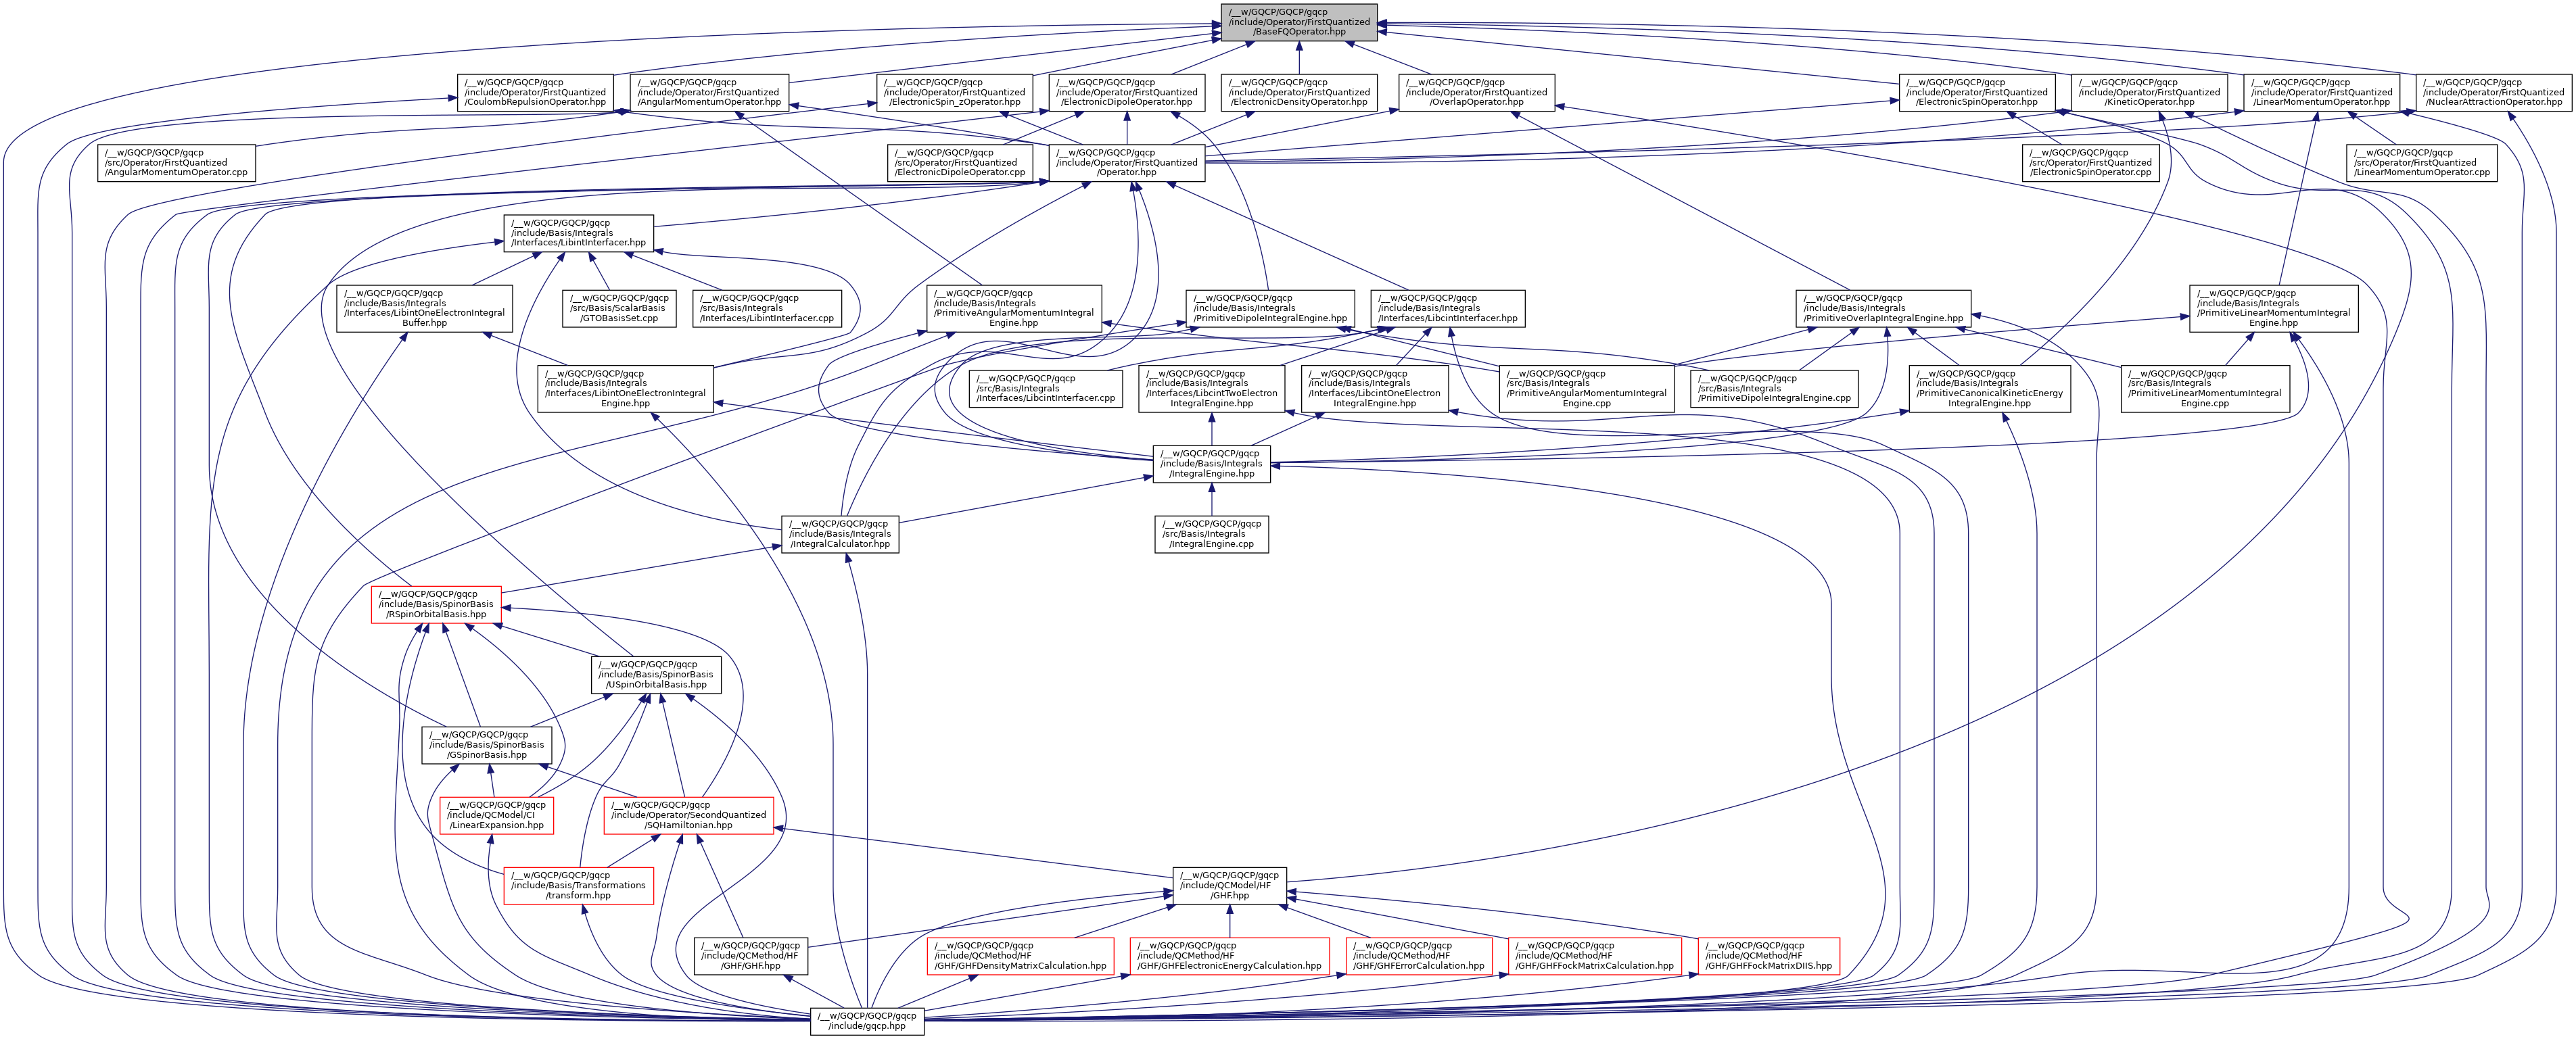 /__w/GQCP/GQCP/gqcp
/include/Operator/FirstQuantized
/BaseFQOperator.hpp
/__w/GQCP/GQCP/gqcp
/include/Operator/FirstQuantized
/CoulombRepulsionOperator.hpp
/__w/GQCP/GQCP/gqcp
/include/Operator/FirstQuantized
/AngularMomentumOperator.hpp
/__w/GQCP/GQCP/gqcp
/include/Operator/FirstQuantized
/ElectronicSpin_zOperator.hpp
/__w/GQCP/GQCP/gqcp
/include/Operator/FirstQuantized
/ElectronicDipoleOperator.hpp
/__w/GQCP/GQCP/gqcp
/include/Operator/FirstQuantized
/ElectronicDensityOperator.hpp
/__w/GQCP/GQCP/gqcp
/include/Operator/FirstQuantized
/OverlapOperator.hpp
/__w/GQCP/GQCP/gqcp
/include/Operator/FirstQuantized
/ElectronicSpinOperator.hpp
/__w/GQCP/GQCP/gqcp
/include/Operator/FirstQuantized
/KineticOperator.hpp
/__w/GQCP/GQCP/gqcp
/include/Operator/FirstQuantized
/LinearMomentumOperator.hpp
/__w/GQCP/GQCP/gqcp
/include/Operator/FirstQuantized
/NuclearAttractionOperator.hpp
/__w/GQCP/GQCP/gqcp
/src/Operator/FirstQuantized
/AngularMomentumOperator.cpp
/__w/GQCP/GQCP/gqcp
/src/Operator/FirstQuantized
/ElectronicDipoleOperator.cpp
/__w/GQCP/GQCP/gqcp
/include/Operator/FirstQuantized
/Operator.hpp
/__w/GQCP/GQCP/gqcp
/src/Operator/FirstQuantized
/ElectronicSpinOperator.cpp
/__w/GQCP/GQCP/gqcp
/src/Operator/FirstQuantized
/LinearMomentumOperator.cpp
/__w/GQCP/GQCP/gqcp
/include/Basis/Integrals
/Interfaces/LibintInterfacer.hpp
/__w/GQCP/GQCP/gqcp
/include/Basis/Integrals
/Interfaces/LibintOneElectronIntegral
Buffer.hpp
/__w/GQCP/GQCP/gqcp
/src/Basis/ScalarBasis
/GTOBasisSet.cpp
/__w/GQCP/GQCP/gqcp
/src/Basis/Integrals
/Interfaces/LibintInterfacer.cpp
/__w/GQCP/GQCP/gqcp
/include/Basis/Integrals
/PrimitiveAngularMomentumIntegral
Engine.hpp
/__w/GQCP/GQCP/gqcp
/include/Basis/Integrals
/PrimitiveDipoleIntegralEngine.hpp
/__w/GQCP/GQCP/gqcp
/include/Basis/Integrals
/Interfaces/LibcintInterfacer.hpp
/__w/GQCP/GQCP/gqcp
/include/Basis/Integrals
/PrimitiveOverlapIntegralEngine.hpp
/__w/GQCP/GQCP/gqcp
/include/Basis/Integrals
/PrimitiveLinearMomentumIntegral
Engine.hpp
/__w/GQCP/GQCP/gqcp
/include/Basis/Integrals
/Interfaces/LibintOneElectronIntegral
Engine.hpp
/__w/GQCP/GQCP/gqcp
/src/Basis/Integrals
/Interfaces/LibcintInterfacer.cpp
/__w/GQCP/GQCP/gqcp
/include/Basis/Integrals
/Interfaces/LibcintTwoElectron
IntegralEngine.hpp
/__w/GQCP/GQCP/gqcp
/include/Basis/Integrals
/Interfaces/LibcintOneElectron
IntegralEngine.hpp
/__w/GQCP/GQCP/gqcp
/src/Basis/Integrals
/PrimitiveAngularMomentumIntegral
Engine.cpp
/__w/GQCP/GQCP/gqcp
/src/Basis/Integrals
/PrimitiveDipoleIntegralEngine.cpp
/__w/GQCP/GQCP/gqcp
/include/Basis/Integrals
/PrimitiveCanonicalKineticEnergy
IntegralEngine.hpp
/__w/GQCP/GQCP/gqcp
/src/Basis/Integrals
/PrimitiveLinearMomentumIntegral
Engine.cpp
/__w/GQCP/GQCP/gqcp
/include/Basis/Integrals
/IntegralEngine.hpp
/__w/GQCP/GQCP/gqcp
/include/Basis/Integrals
/IntegralCalculator.hpp
/__w/GQCP/GQCP/gqcp
/src/Basis/Integrals
/IntegralEngine.cpp
/__w/GQCP/GQCP/gqcp
/include/Basis/SpinorBasis
/RSpinOrbitalBasis.hpp
/__w/GQCP/GQCP/gqcp
/include/Basis/SpinorBasis
/USpinOrbitalBasis.hpp
/__w/GQCP/GQCP/gqcp
/include/Basis/SpinorBasis
/GSpinorBasis.hpp
/__w/GQCP/GQCP/gqcp
/include/QCModel/CI
/LinearExpansion.hpp
/__w/GQCP/GQCP/gqcp
/include/Operator/SecondQuantized
/SQHamiltonian.hpp
/__w/GQCP/GQCP/gqcp
/include/Basis/Transformations
/transform.hpp
/__w/GQCP/GQCP/gqcp
/include/QCModel/HF
/GHF.hpp
/__w/GQCP/GQCP/gqcp
/include/QCMethod/HF
/GHF/GHF.hpp
/__w/GQCP/GQCP/gqcp
/include/QCMethod/HF
/GHF/GHFDensityMatrixCalculation.hpp
/__w/GQCP/GQCP/gqcp
/include/QCMethod/HF
/GHF/GHFElectronicEnergyCalculation.hpp
/__w/GQCP/GQCP/gqcp
/include/QCMethod/HF
/GHF/GHFErrorCalculation.hpp
/__w/GQCP/GQCP/gqcp
/include/QCMethod/HF
/GHF/GHFFockMatrixCalculation.hpp
/__w/GQCP/GQCP/gqcp
/include/QCMethod/HF
/GHF/GHFFockMatrixDIIS.hpp
/__w/GQCP/GQCP/gqcp
/include/gqcp.hpp